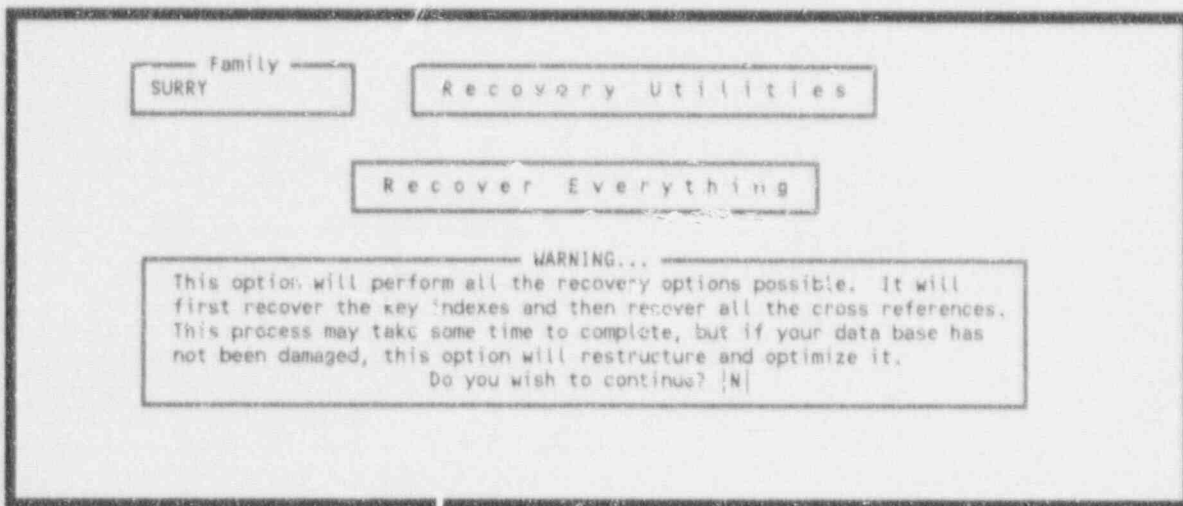 Family
SURRY
Recovery Utilities
Recover Everything
WARNING...
This option will perform all the recovery options possible. It will
first recover the key indexes and then recover all the cross references.
This process may take some time to complete, but if your data base has
not been damaged, this option will restructure and optimize it.
Do you wish to continue? |N|